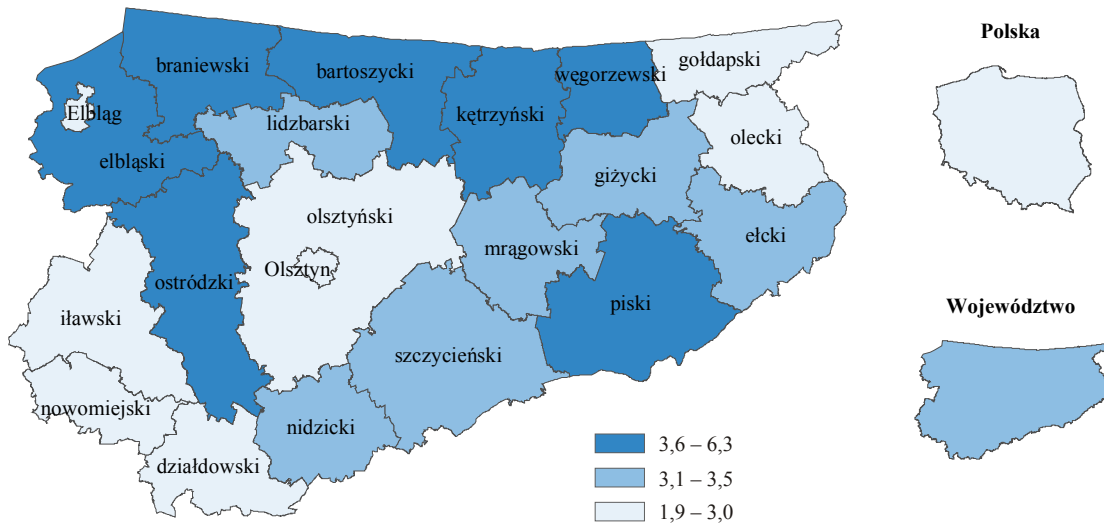 braniewski
bartoszycki
węgorzewski
gołdapski
Elbląg
lidzbarski
kętrzyński
olecki
elbląski
giżycki
olsztyński
mrągowski
ełcki
Olsztyn
ostródzki
piski
iławski
szczycieński
nowomiejski
nidzicki
działdowski
Polska
Województwo
3,6 – 6,3
3,1 – 3,5
1,9 – 3,0